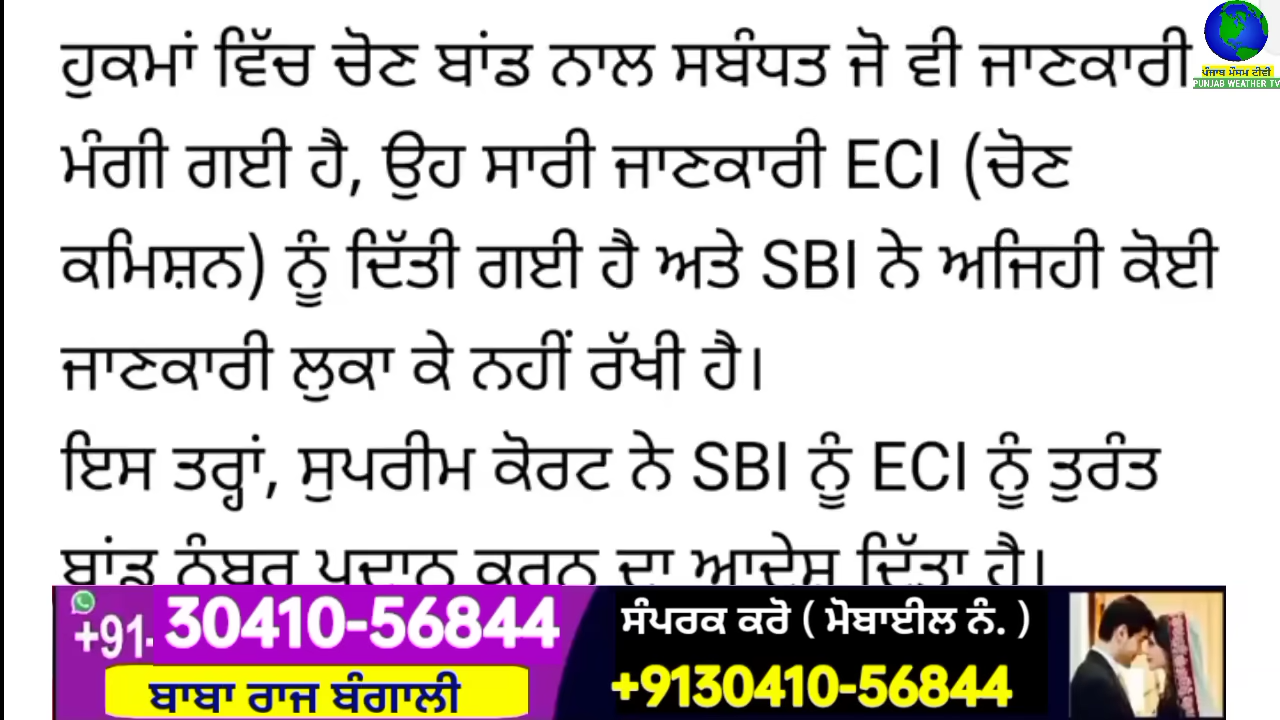 ਹੁਕਮਾਂ ਵਿੱਚ ਚੋਣ ਬਾਂਡ ਨਾਲ ਸਬੰਧਤ ਜੋ ਵੀ ਜਾਣਕਾਰੀ
ਪੰਜਾਬ ਮੌਸਮ ਟੀਵੀ
PUNJAB WEATHER TV
ਮੰਗੀ ਗਈ ਹੈ, ਉਹ ਸਾਰੀ ਜਾਣਕਾਰੀ ECI (ਚੋਣ
ਕਮਿਸ਼ਨ) ਨੂੰ ਦਿੱਤੀ ਗਈ ਹੈ ਅਤੇ SBI ਨੇ ਅਜਿਹੀ ਕੋਈ
ਜਾਣਕਾਰੀ ਲੁਕਾ ਕੇ ਨਹੀਂ ਰੱਖੀ ਹੈ।
ਇਸ ਤਰ੍ਹਾਂ, ਸੁਪਰੀਮ ਕੋਰਟ ਨੇ SBI ਨੂੰ ECI ਨੂੰ ਤੁਰੰਤ
ਬਾਂਡ ਨੰਬਰ ਪ੍ਰਦਾਨ ਕਰਨ ਦਾ ਆਦੇਸ਼ ਦਿੱਤਾ ਹੈ।
+91- 30410-56844
ਬਾਬਾ ਰਾਜ ਬੰਗਾਲੀ
ਸੰਪਰਕ ਕਰੋ ( ਮੋਬਾਈਲ ਨੰ. )
+9130410-56844